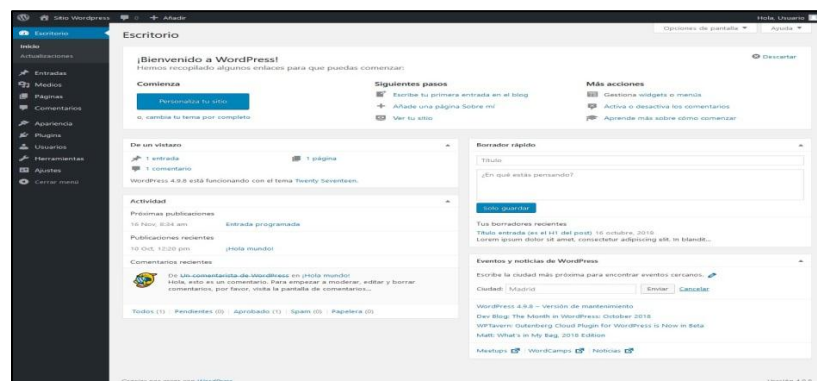 Sitio Wordpress 0 + Añadir Hola, Usuario
Opciones de pantalla Ayuda
Escritorio
Inicio
Actualizaciones
Entradas
Medios
Páginas
Comentarios
Apariencia
Plugins
Usuarios
Herramientas
Ajustes
Cerrar menú
Escritorio
¡Bienvenido a WordPress!
Descartar
Hemos recopilado algunos enlaces para que puedas comenzar:
Comienza
Personaliza tu sitio
o, cambia tu tema por completo
Siguientes pasos
Escribe tu primera entrada en el blog
Añade una página Sobre mí
Ver tu sitio
Más acciones
Gestiona widgets o menús
Activa o desactiva los comentarios
Aprende más sobre cómo comenzar
De un vistazo
1 entrada 1 página
1 comentario
WordPress 4.9.8 está funcionando con el tema Twenty Seventeen.
Actividad
Próximas publicaciones
16 Nov, 8:34 am Entrada programada
Publicaciones recientes
10 Oct, 12:20 pm ¡Hola mundo!
Comentarios recientes
De Un comentarista de WordPress en ¡Hola mundo!
Hola, esto es un comentario. Para empezar a moderar, editar y borrar
comentarios, por favor, visita la pantalla de comentarios...
Todos (1) | Pendientes (0) | Aprobado (1) | Spam (0) | Papelera (0)
Borrador rápido
Título
¿En qué estás pensando?
Solo guardar
Tus borradores recientes
Título entrada (es el H1 del post) 16 octubre, 2018
Lorem ipsum dolor sit amet, consectetur adipiscing elit. In blandit...
Eventos y noticias de WordPress
Escribe la ciudad más próxima para encontrar eventos cercanos.
Ciudad: Madrid Enviar Cancelar
WordPress 4.9.8 – Versión de mantenimiento
Dev Blog: The Month in WordPress: October 2018
WPTavern: Gutenberg Cloud Plugin for WordPress is Now in Beta
Matt: What's in My Bag, 2018 Edition
Meetups | WordCamps | Noticias